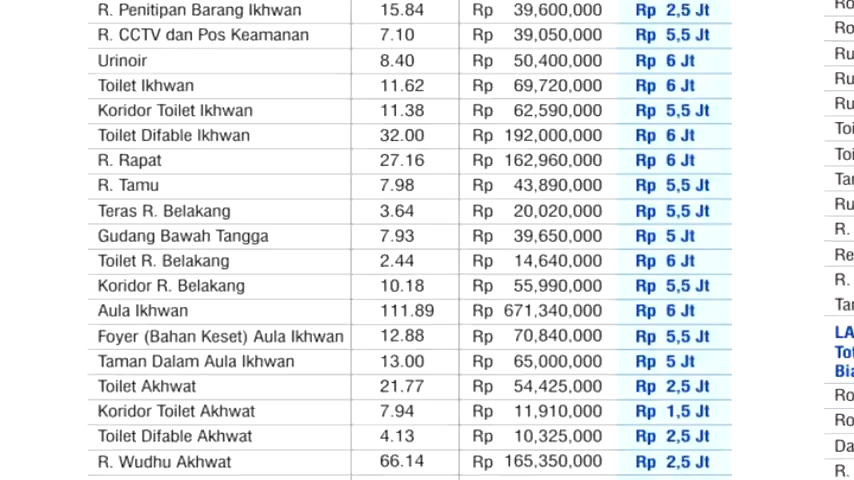 R. Penitipan Barang Ikhwan 15.84 Rp 39,600,000 Rp 2,5 Jt
R. CCTV dan Pos Keamanan 7.10 Rp 39,050,000 Rp 5,5 Jt
Urinoir 8.40 Rp 50,400,000 Rp 6 Jt
Toilet Ikhwan 11.62 Rp 69,720,000 Rp 6 Jt
Koridor Toilet Ikhwan 11.38 Rp 62,590,000 Rp 5,5 Jt
Toilet Difable Ikhwan 32.00 Rp 192,000,000 Rp 6 Jt
R. Rapat 27.16 Rp 162,960,000 Rp 6 Jt
R. Tamu 7.98 Rp 43,890,000 Rp 5,5 Jt
Teras R. Belakang 3.64 Rp 20,020,000 Rp 5,5 Jt
Gudang Bawah Tangga 7.93 Rp 39,650,000 Rp 5 Jt
Toilet R. Belakang 2.44 Rp 14,640,000 Rp 6 Jt
Koridor R. Belakang 10.18 Rp 55,990,000 Rp 5,5 Jt
Aula Ikhwan 111.89 Rp 671,340,000 Rp 6 Jt
Foyer (Bahan Keset) Aula Ikhwan 12.88 Rp 70,840,000 Rp 5,5 Jt
Taman Dalam Aula Ikhwan 13.00 Rp 65,000,000 Rp 5 Jt
Toilet Akhwat 21.77 Rp 54,425,000 Rp 2,5 Jt
Koridor Toilet Akhwat 7.94 Rp 11,910,000 Rp 1,5 Jt
Toilet Difable Akhwat 4.13 Rp 10,325,000 Rp 2,5 Jt
R. Wudhu Akhwat 66.14 Rp 165,350,000 Rp 2,5 Jt